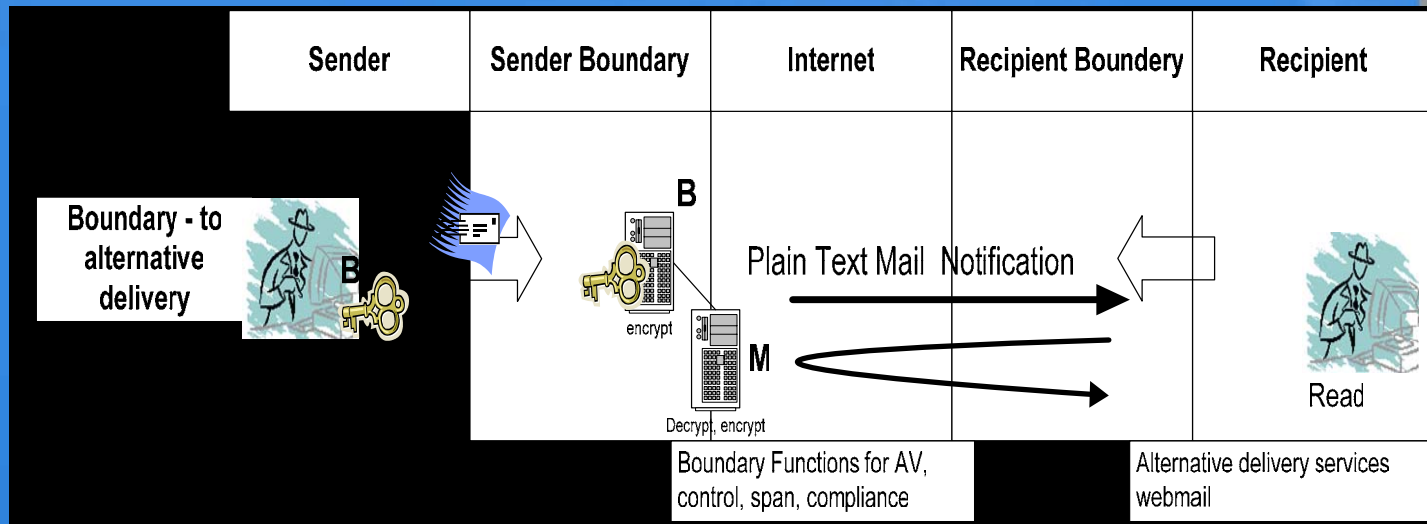 Sender
Sender Boundary
Internet
Recipient Boundery
Recipient
Boundary - to
alternative
delivery
B
B
encrypt
M
Decrypt, encrypt
Plain Text Mail Notification
Read
Boundary Functions for AV,
control, span, compliance
Alternative delivery services
webmail